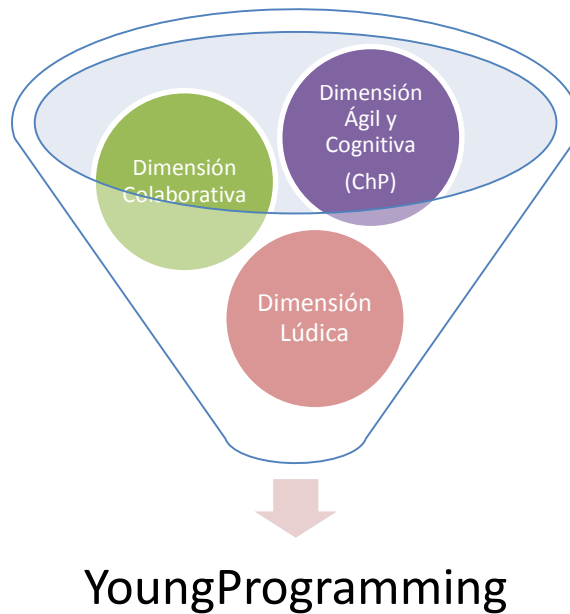 Dimensión
Ágil y
Cognitiva
(ChP)
Dimensión
Colaborativa
Dimensión
Lúdica
YoungProgramming